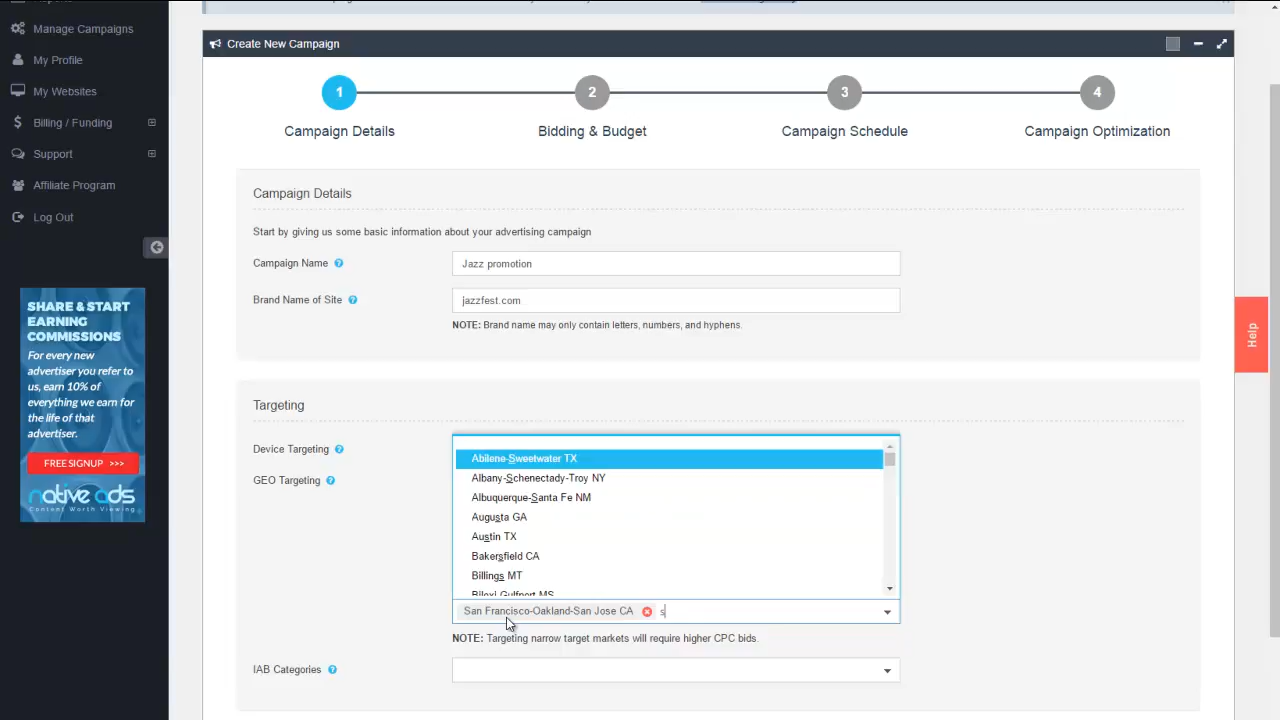 Manage Campaigns
My Profile
My Websites
Billing / Funding
Support
Affiliate Program
Log Out
SHARE & START
EARNING
COMMISSIONS
For every new
advertiser you refer to
us, earn 10% of
everything we earn for
the life of that
advertiser.
FREE SIGNUP >>>
native ads
Content Worth Viewing
Create New Campaign
1
2
3
4
Campaign Details
Bidding & Budget
Campaign Schedule
Campaign Optimization
Campaign Details
Start by giving us some basic information about your advertising campaign
Campaign Name
Jazz promotion
Brand Name of Site
jazzfest.com
NOTE: Brand name may only contain letters, numbers, and hyphens.
Targeting
Device Targeting
GEO Targeting
Abilene-Sweetwater TX
Albany-Schenectady-Troy NY
Albuquerque-Santa Fe NM
Augusta GA
Austin TX
Bakersfield CA
Billings MT
Biloxi-Gulfport MS
San Francisco-Oakland-San Jose CA s
NOTE: Targeting narrow target markets will require higher CPC bids.
IAB Categories
Help